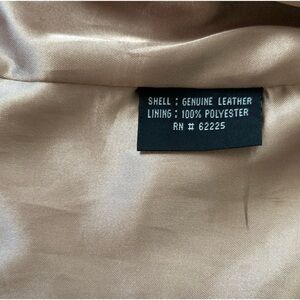 SHELL : GENUINE LEATHER
LINING : 100% POLYESTER
RN # 62225